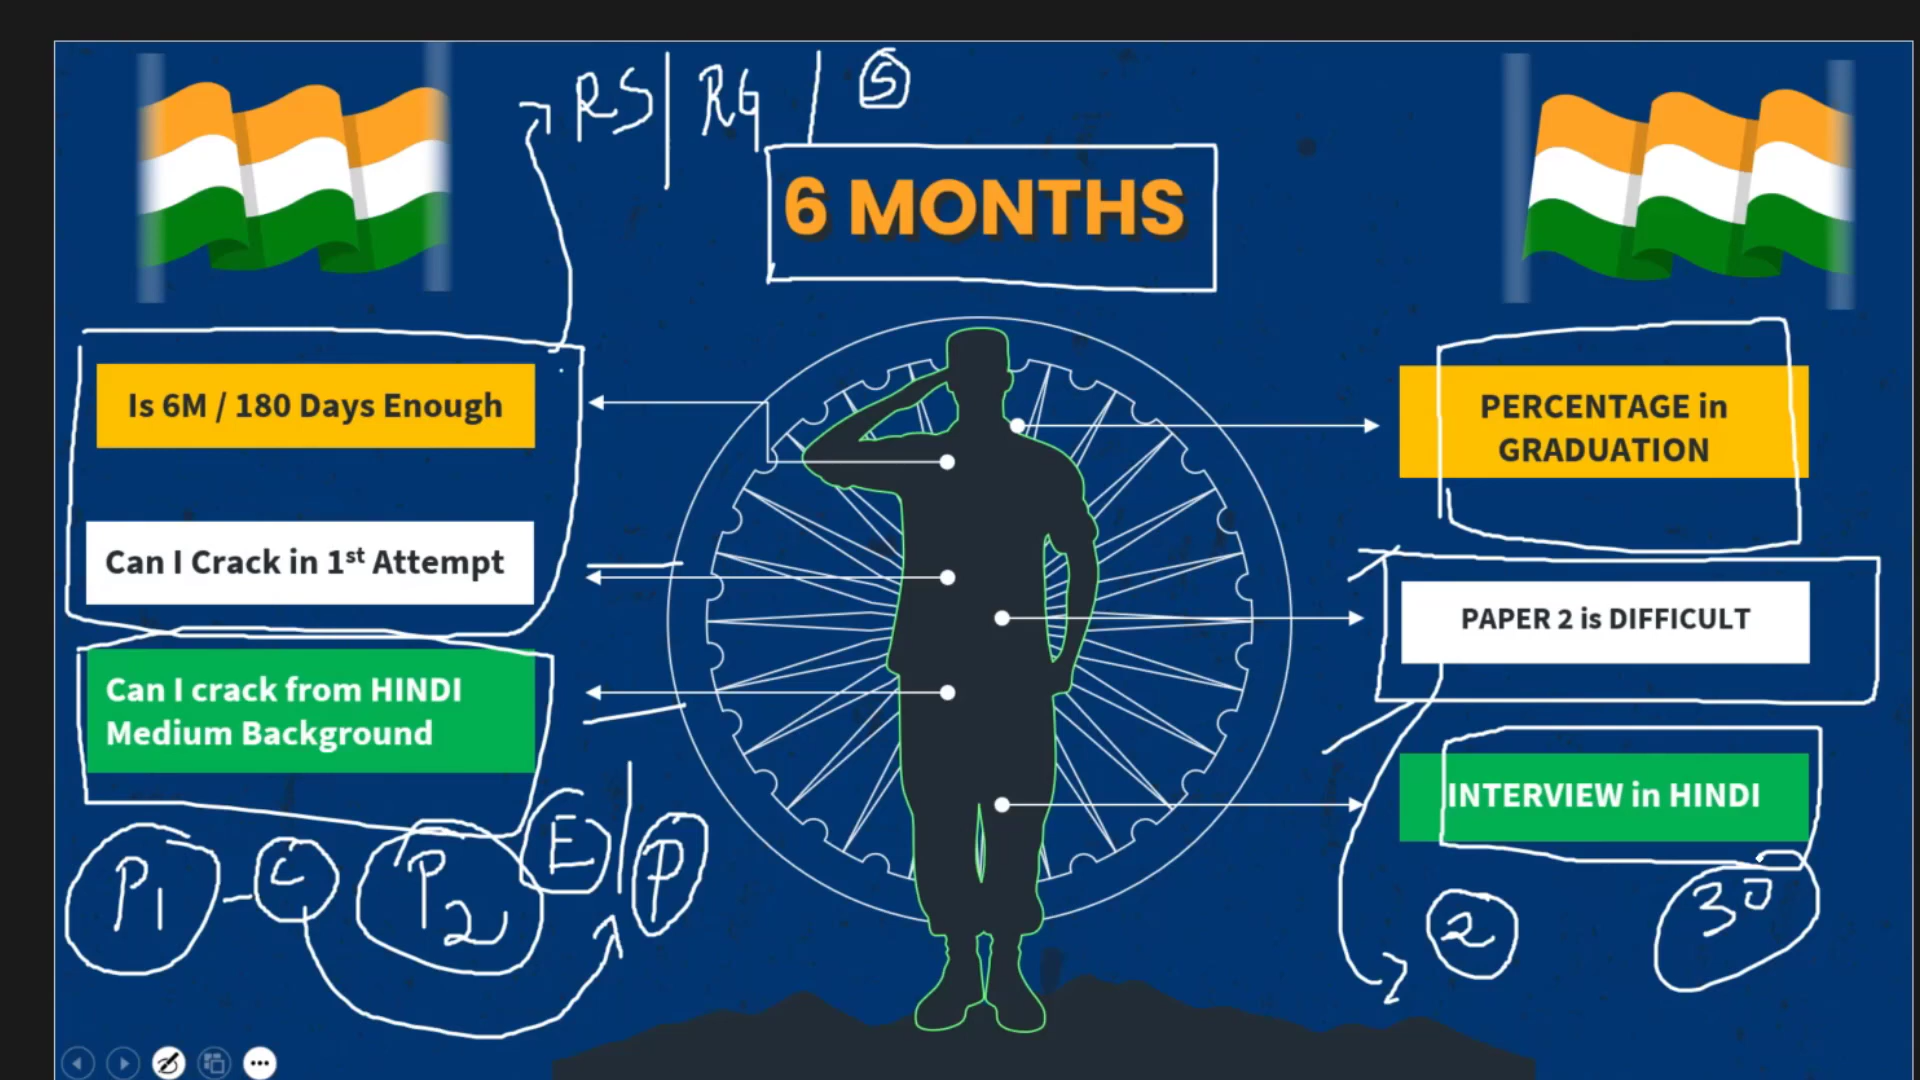 RS | RG | S
6 MONTHS
Is 6M / 180 Days Enough
Can I Crack in 1st Attempt
Can I crack from HINDI
Medium Background
PERCENTAGE in
GRADUATION
PAPER 2 is DIFFICULT
INTERVIEW in HINDI
P1 - C P2 E | P
2
30